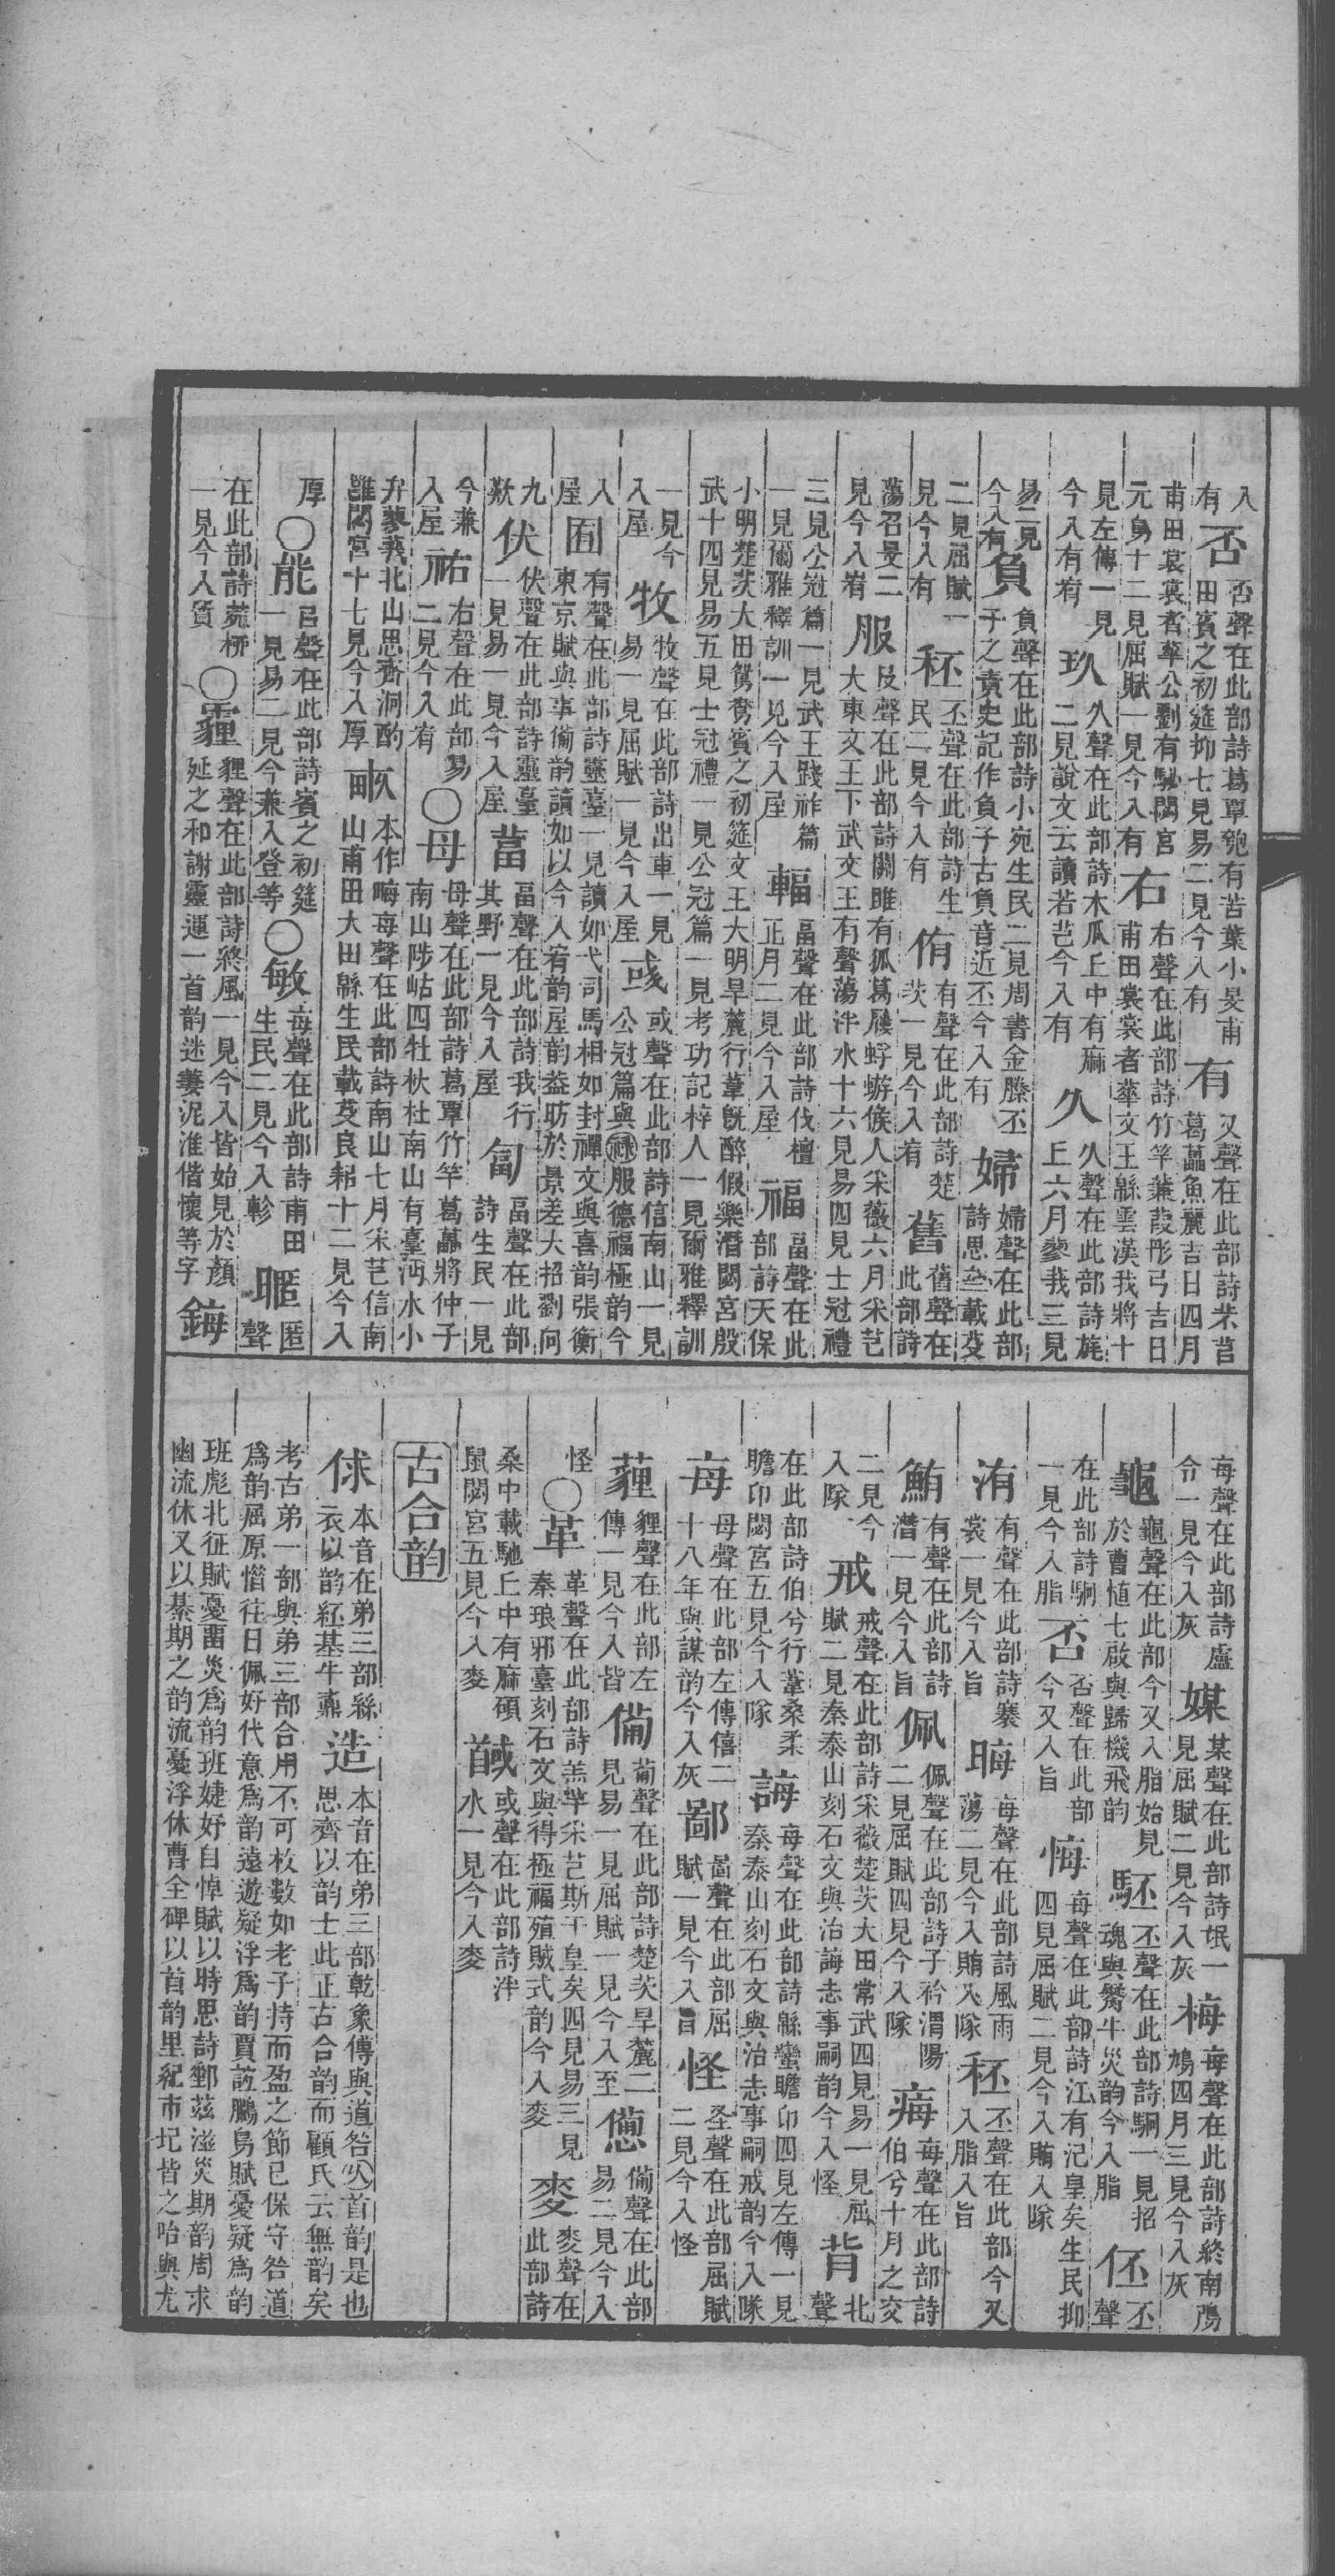 入有 否 否聲在此部詩葛覃匏有苦葉小旻甫田賓之初筵抑七見易二見今入有 有 又聲在此部詩芣苢葛藟魚麗吉日四月
甫田裳裳者華公劉有駜閟宮元鳥十二見屈賦一見今入有 右 右聲在此部詩竹竿蒹葭彤弓吉日甫田裳裳者華文王緜雲漢我將十
見左傳一見今入有宥 玖 久聲在此部詩木瓜丘中有麻二見說文云讀若芑今入有 久 久聲在此部詩旄丘六月蓼莪三見
易二見今入有 負 負聲在此部詩小宛生民二見周書金縢丕子之責史記作負子古負音近丕今入有 婦 婦聲在此部詩思齊載芟
二見屈賦一見今入有 秠 丕聲在此部詩生民二見今入有 侑 有聲在此部詩楚茨一見今入宥 舊 舊聲在此部詩
蕩召旻二見今入宥 服 𠬝聲在此部詩關雎有狐葛屨蜉蝣候人采薇六月采芑大東文王下武文王有聲蕩泮水十六見易四見士冠禮
三見公冠篇一見武王踐祚篇一見爾雅釋訓一見今入屋 輻 畐聲在此部詩伐檀正月二見今入屋 福 畐聲在此部詩天保
小明楚茨大田鴛鴦賓之初筵文王大明旱麓行葦旣醉假樂潛閟宮殷武十四見易五見士冠禮一見公冠篇一見考功記梓人一見爾雅釋訓
一見今入屋 牧 牧聲在此部詩出車一見易一見屈賦一見今入屋 彧 或聲在此部詩信南山一見公冠篇與祿服德福極韵今
入屋 囿 有聲在此部詩靈臺一見讀如弋司馬相如封禪文與喜韵張衡東京賦與事備韵讀如以今入宥韵屋韵葢昉於景差大招劉向
九歎 伏 伏聲在此部詩靈臺一見易一見今入屋 葍 畐聲在此部詩我行其野一見今入屋 匐 畐聲在此部詩生民一見
今兼入屋 祐 右聲在此部易二見今入宥 ○母 母聲在此部詩葛覃竹竿葛藟將仲子南山陟岵四牡杕杜南山有臺沔水小
弁蓼莪北山思齊泂酌雝閟宮十七見今入厚 畝 本作畮每聲在此部詩南山七月采芑信南山甫田大田緜生民載芟良耜十二見今入
厚 ○能 㠯聲在此部詩賓之初筵一見易二見今兼入登等 ○敏 每聲在此部詩甫田生民二見今入軫 暱 匿聲
在此部詩菀桞一見今入質 ○霾 貍聲在此部詩終風一見今入皆始見於顏延之和謝靈運一首韵迷萋泥淮偕懷等字 鋂
每聲在此部詩盧令一見今入灰 媒 某聲在此部詩氓一見屈賦二見今入灰 梅 每聲在此部詩終南鳲鳩四月三見今入灰
龜 龜聲在此部今又入脂始見於曹植七啟與歸機飛韵 駓 丕聲在此部詩駉一見招魂與觺牛災韵今入脂 伾 丕聲
在此部詩駉一見今入脂 否 否聲在此部今又入旨 悔 每聲在此部詩江有汜皇矣生民抑四見屈賦二見今入賄入隊
洧 有聲在此部詩褰裳一見今入旨 晦 每聲在此部詩風雨蕩二見今入賄入隊 秠 丕聲在此部今又入脂入旨
鮪 有聲在此部詩潛一見今入旨 佩 佩聲在此部詩子衿渭陽二見屈賦四見今入隊 痗 每聲在此部詩伯兮十月之交
二見今入隊 戒 戒聲在此部詩采薇楚茨大田常武四見易一見屈賦二見秦泰山刻石文與治誨志事嗣韵今入怪 背 北聲
在此部詩伯兮行葦桑柔瞻卬閟宮五見今入隊 誨 每聲在此部詩緜蠻瞻卬四見左傳一見秦泰山刻石文與治志事嗣戒韵今入隊
每 母聲在此部左傳僖二十八年與謀韵今入灰 鄙 啚聲在此部屈賦一見今入旨 怪 圣聲在此部屈賦二見今入怪
薶 貍聲在此部左傳一見今入皆 備 𤰇聲在此部詩楚茨旱麓二見易一見屈賦一見今入至 憊 備聲在此部易二見今入
怪 ○革 革聲在此部詩羔羊采芑斯干皇矣四見易三見秦琅邪臺刻石文與得極福殖賊式韵今入麥 麥 麥聲在此部詩
桑中載馳丘中有麻碩鼠閟宮五見今入麥 馘 或聲在此部詩泮水一見今入麥
古合韵
俅 本音在弟三部絲衣以韵紑基牛鼒 造 本音在弟三部乾象傳與道咎久首韵是也思齊以韵士此正古合韵而顧氏云無韵矣
考古弟一部與弟三部合用不可枚數如老子持而盈之節已保守咎道爲韵屈原惜往日佩好代意爲韵遠遊疑浮爲韵賈誼鵩鳥賦憂疑爲韵
班彪北征賦憂畱災爲韵班婕妤自悼賦以時思詩郵茲滋災期韵周求幽流休又以綦期之韵流憂浮休曹全碑以首韵里紀市圮皆之咍與尤